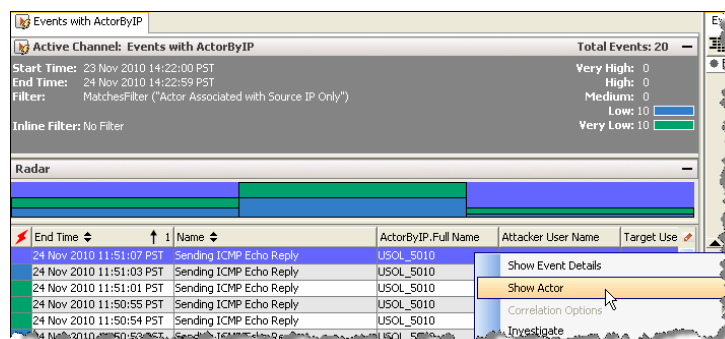 Events with ActorByIP
Active Channel: Events with ActorByIP
Total Events: 20
Start Time: 23 Nov 2010 14:22:00 PST
Very High: 0
End Time: 24 Nov 2010 14:22:59 PST
High: 0
Filter: MatchesFilter ("Actor Associated with Source IP Only")
Medium: 0
Low: 10
Inline Filter: No Filter
Very Low: 10
Radar
End Time 1 Name ActorByIP.Full Name Attacker User Name Target Use
24 Nov 2010 11:51:07 PST Sending ICMP Echo Reply USOL_5010
24 Nov 2010 11:51:03 PST Sending ICMP Echo Reply USOL_5010
24 Nov 2010 11:51:01 PST Sending ICMP Echo Reply USOL_5010
24 Nov 2010 11:50:55 PST Sending ICMP Echo Reply USOL_5010
24 Nov 2010 11:50:54 PST Sending ICMP Echo Reply USOL_5010
Show Event Details
Show Actor
Correlation Options
Investigate